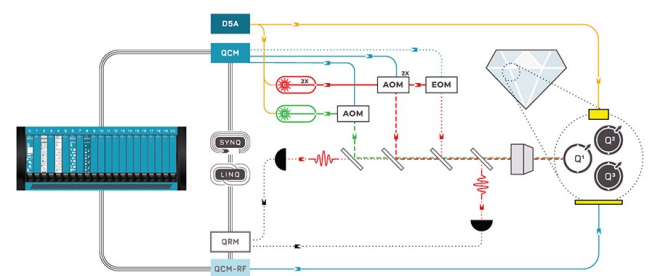 D5A
QCM
2X
2X
AOM
EOM
AOM
SYNQ
LINQ
QRM
QCM-RF
Q1
Q2
Q3